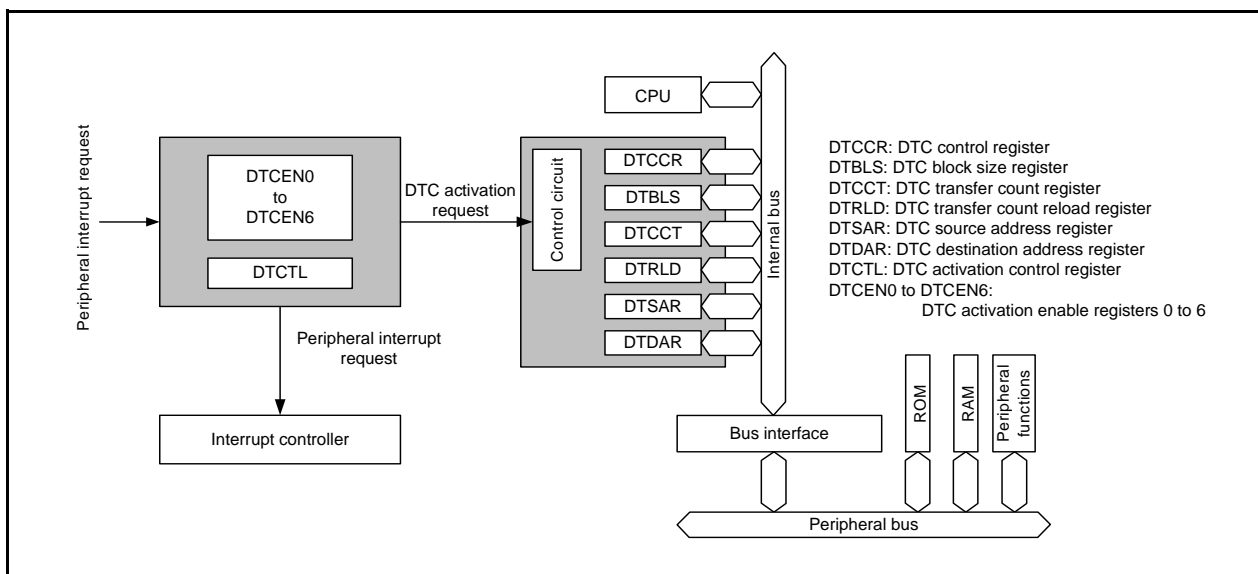 Peripheral interrupt request
DTCEN0
to
DTCEN6
DTCTL
DTC activation
request
Peripheral interrupt
request
Interrupt controller
CPU
Control circuit
DTCCR
DTBLS
DTCCT
DTRLD
DTSAR
DTDAR
Internal bus
DTCCR: DTC control register
DTBLS: DTC block size register
DTCCT: DTC transfer count register
DTRLD: DTC transfer count reload register
DTSAR: DTC source address register
DTDAR: DTC destination address register
DTCTL: DTC activation control register
DTCEN0 to DTCEN6:
DTC activation enable registers 0 to 6
Bus interface
ROM
RAM
Peripheral
functions
Peripheral bus